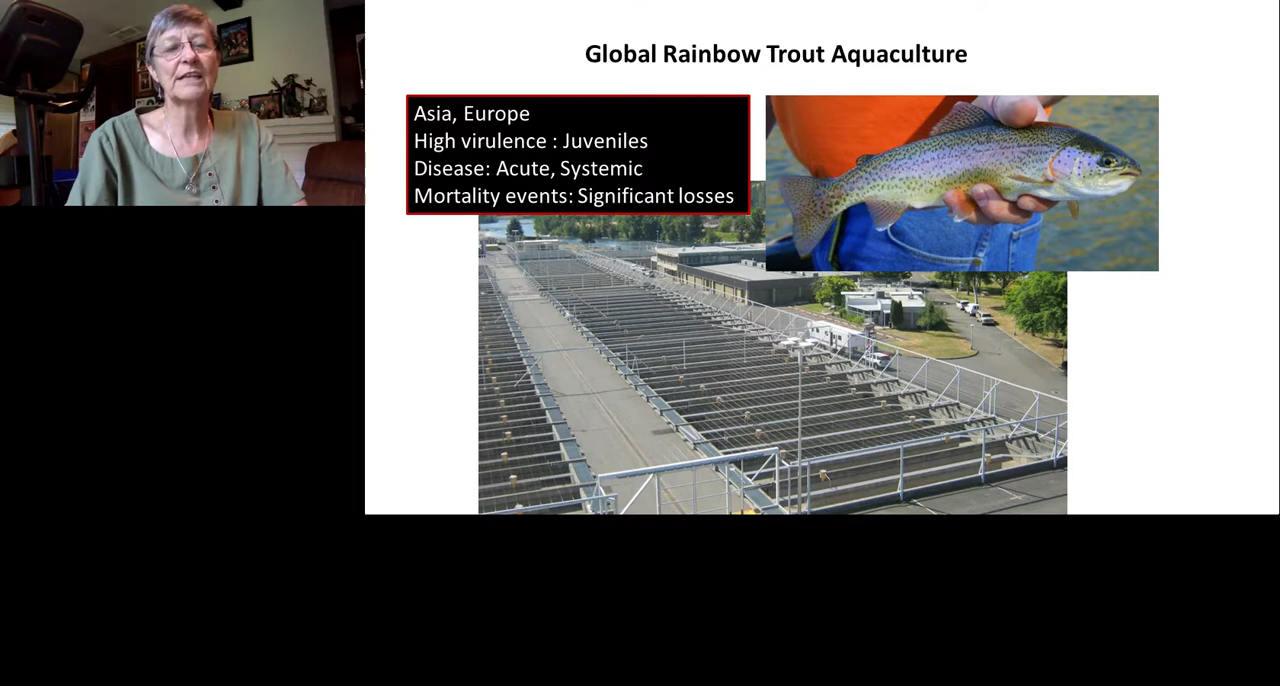 Global Rainbow Trout Aquaculture
Asia, Europe
High virulence : Juveniles
Disease: Acute, Systemic
Mortality events: Significant losses